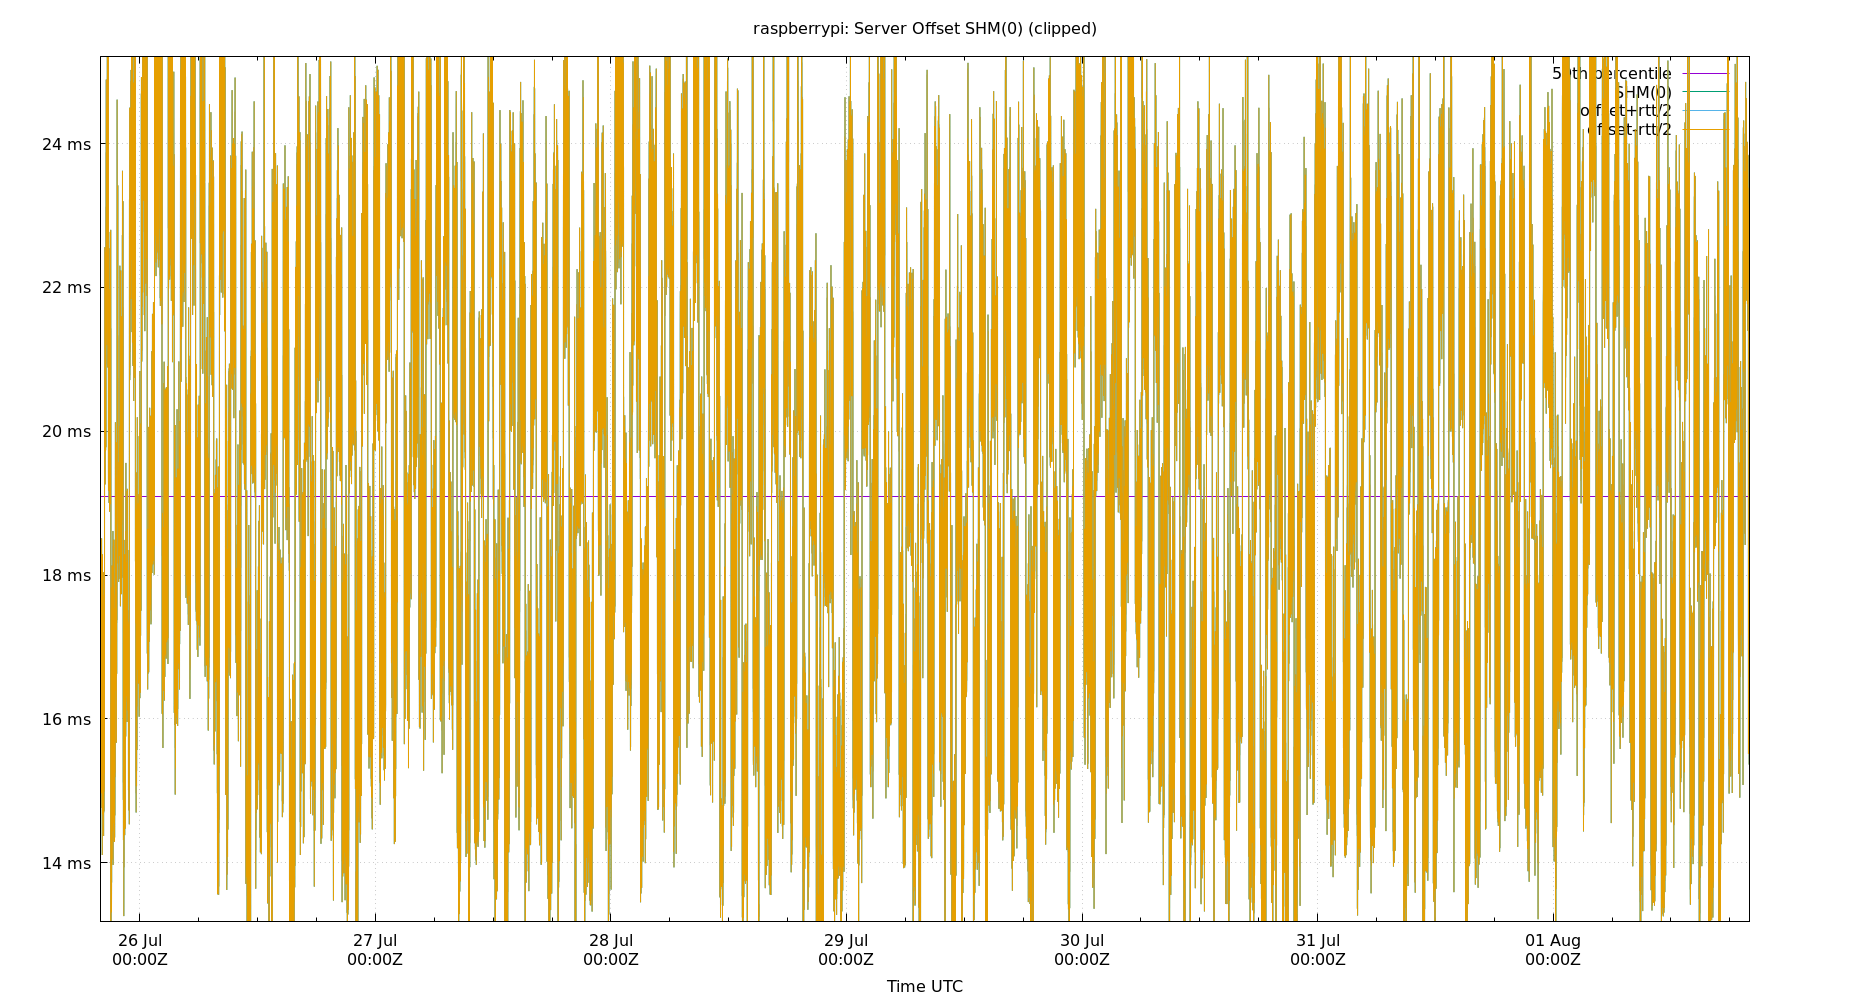 raspberrypi: Server Offset SHM(0) (clipped)
percentile
SHM(0)
offset+rtt/2
offset-rtt/2
24 ms
22 ms
20 ms
18 ms
16 ms
14 ms
26 Jul 27 Jul 28 Jul 29 Jul 30 Jul 31 Jul 01 Aug
00:00Z 00:00Z 00:00Z 00:00Z 00:00Z 00:00Z 00:00Z
Time UTC